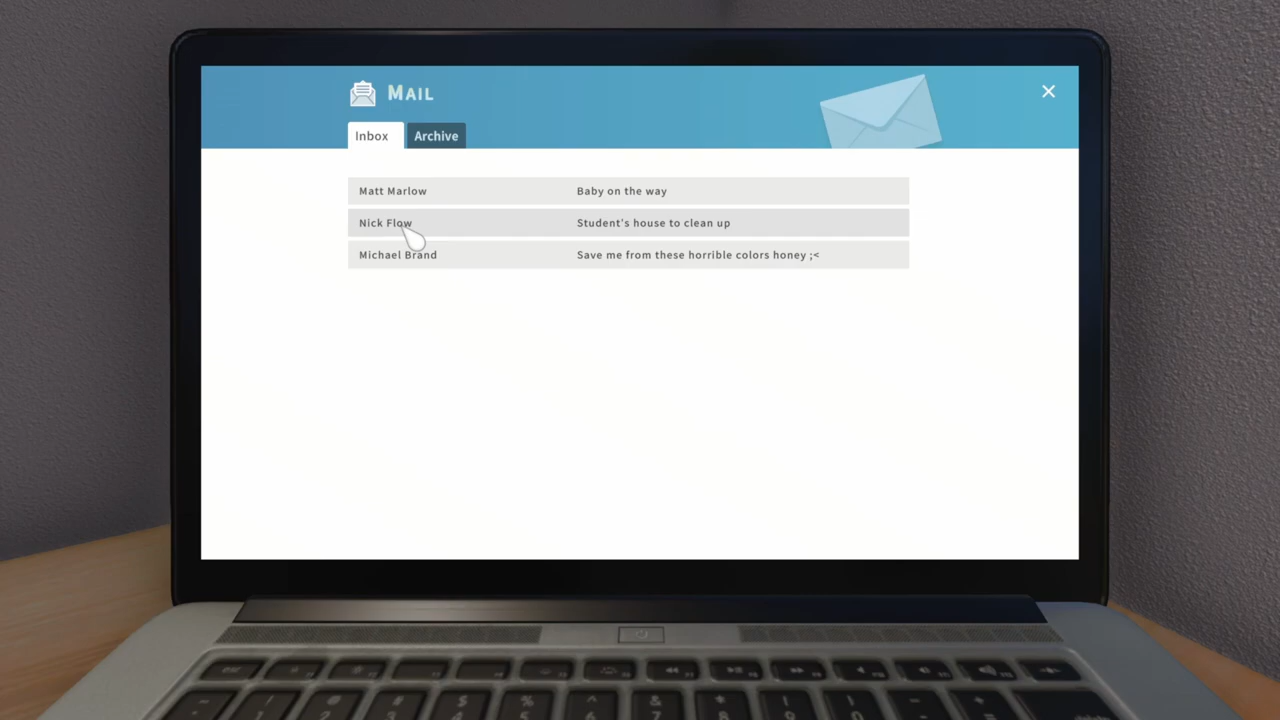 Mail
Inbox Archive
Matt Marlow Baby on the way
Nick Flow Student's house to clean up
Michael Brand Save me from these horrible colors honey ;<